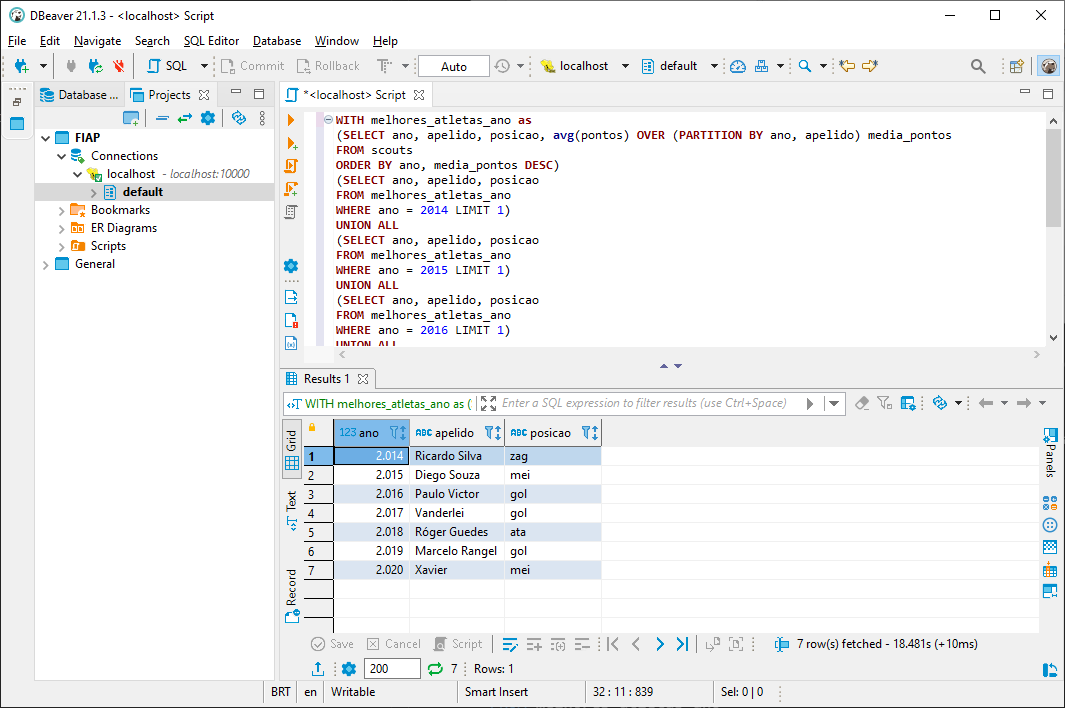 DBeaver 21.1.3 - <localhost> Script
File Edit Navigate Search SQL Editor Database Window Help
SQL Commit Rollback Auto localhost default
Database ... Projects
FIAP
Connections
localhost - localhost:10000
default
Bookmarks
ER Diagrams
Scripts
General
*<localhost> Script
WITH melhores_atletas_ano as
(SELECT ano, apelido, posicao, avg(pontos) OVER (PARTITION BY ano, apelido) media_pontos
FROM scouts
ORDER BY ano, media_pontos DESC)
(SELECT ano, apelido, posicao
FROM melhores_atletas_ano
WHERE ano = 2014 LIMIT 1)
UNION ALL
(SELECT ano, apelido, posicao
FROM melhores_atletas_ano
WHERE ano = 2015 LIMIT 1)
UNION ALL
(SELECT ano, apelido, posicao
FROM melhores_atletas_ano
WHERE ano = 2016 LIMIT 1)
UNION ALL
Results 1
WITH melhores_atletas_ano as ( Enter a SQL expression to filter results (use Ctrl+Space)
Grid
Text
Record
123 ano ABC apelido ABC posicao
1 2.014 Ricardo Silva zag
2 2.015 Diego Souza mei
3 2.016 Paulo Victor gol
4 2.017 Vanderlei gol
5 2.018 Róger Guedes ata
6 2.019 Marcelo Rangel gol
7 2.020 Xavier mei
Panels
Save Cancel Script 7 row(s) fetched - 18.481s (+10ms)
200 7 Rows: 1
BRT en Writable Smart Insert 32 : 11 : 839 Sel: 0 | 0